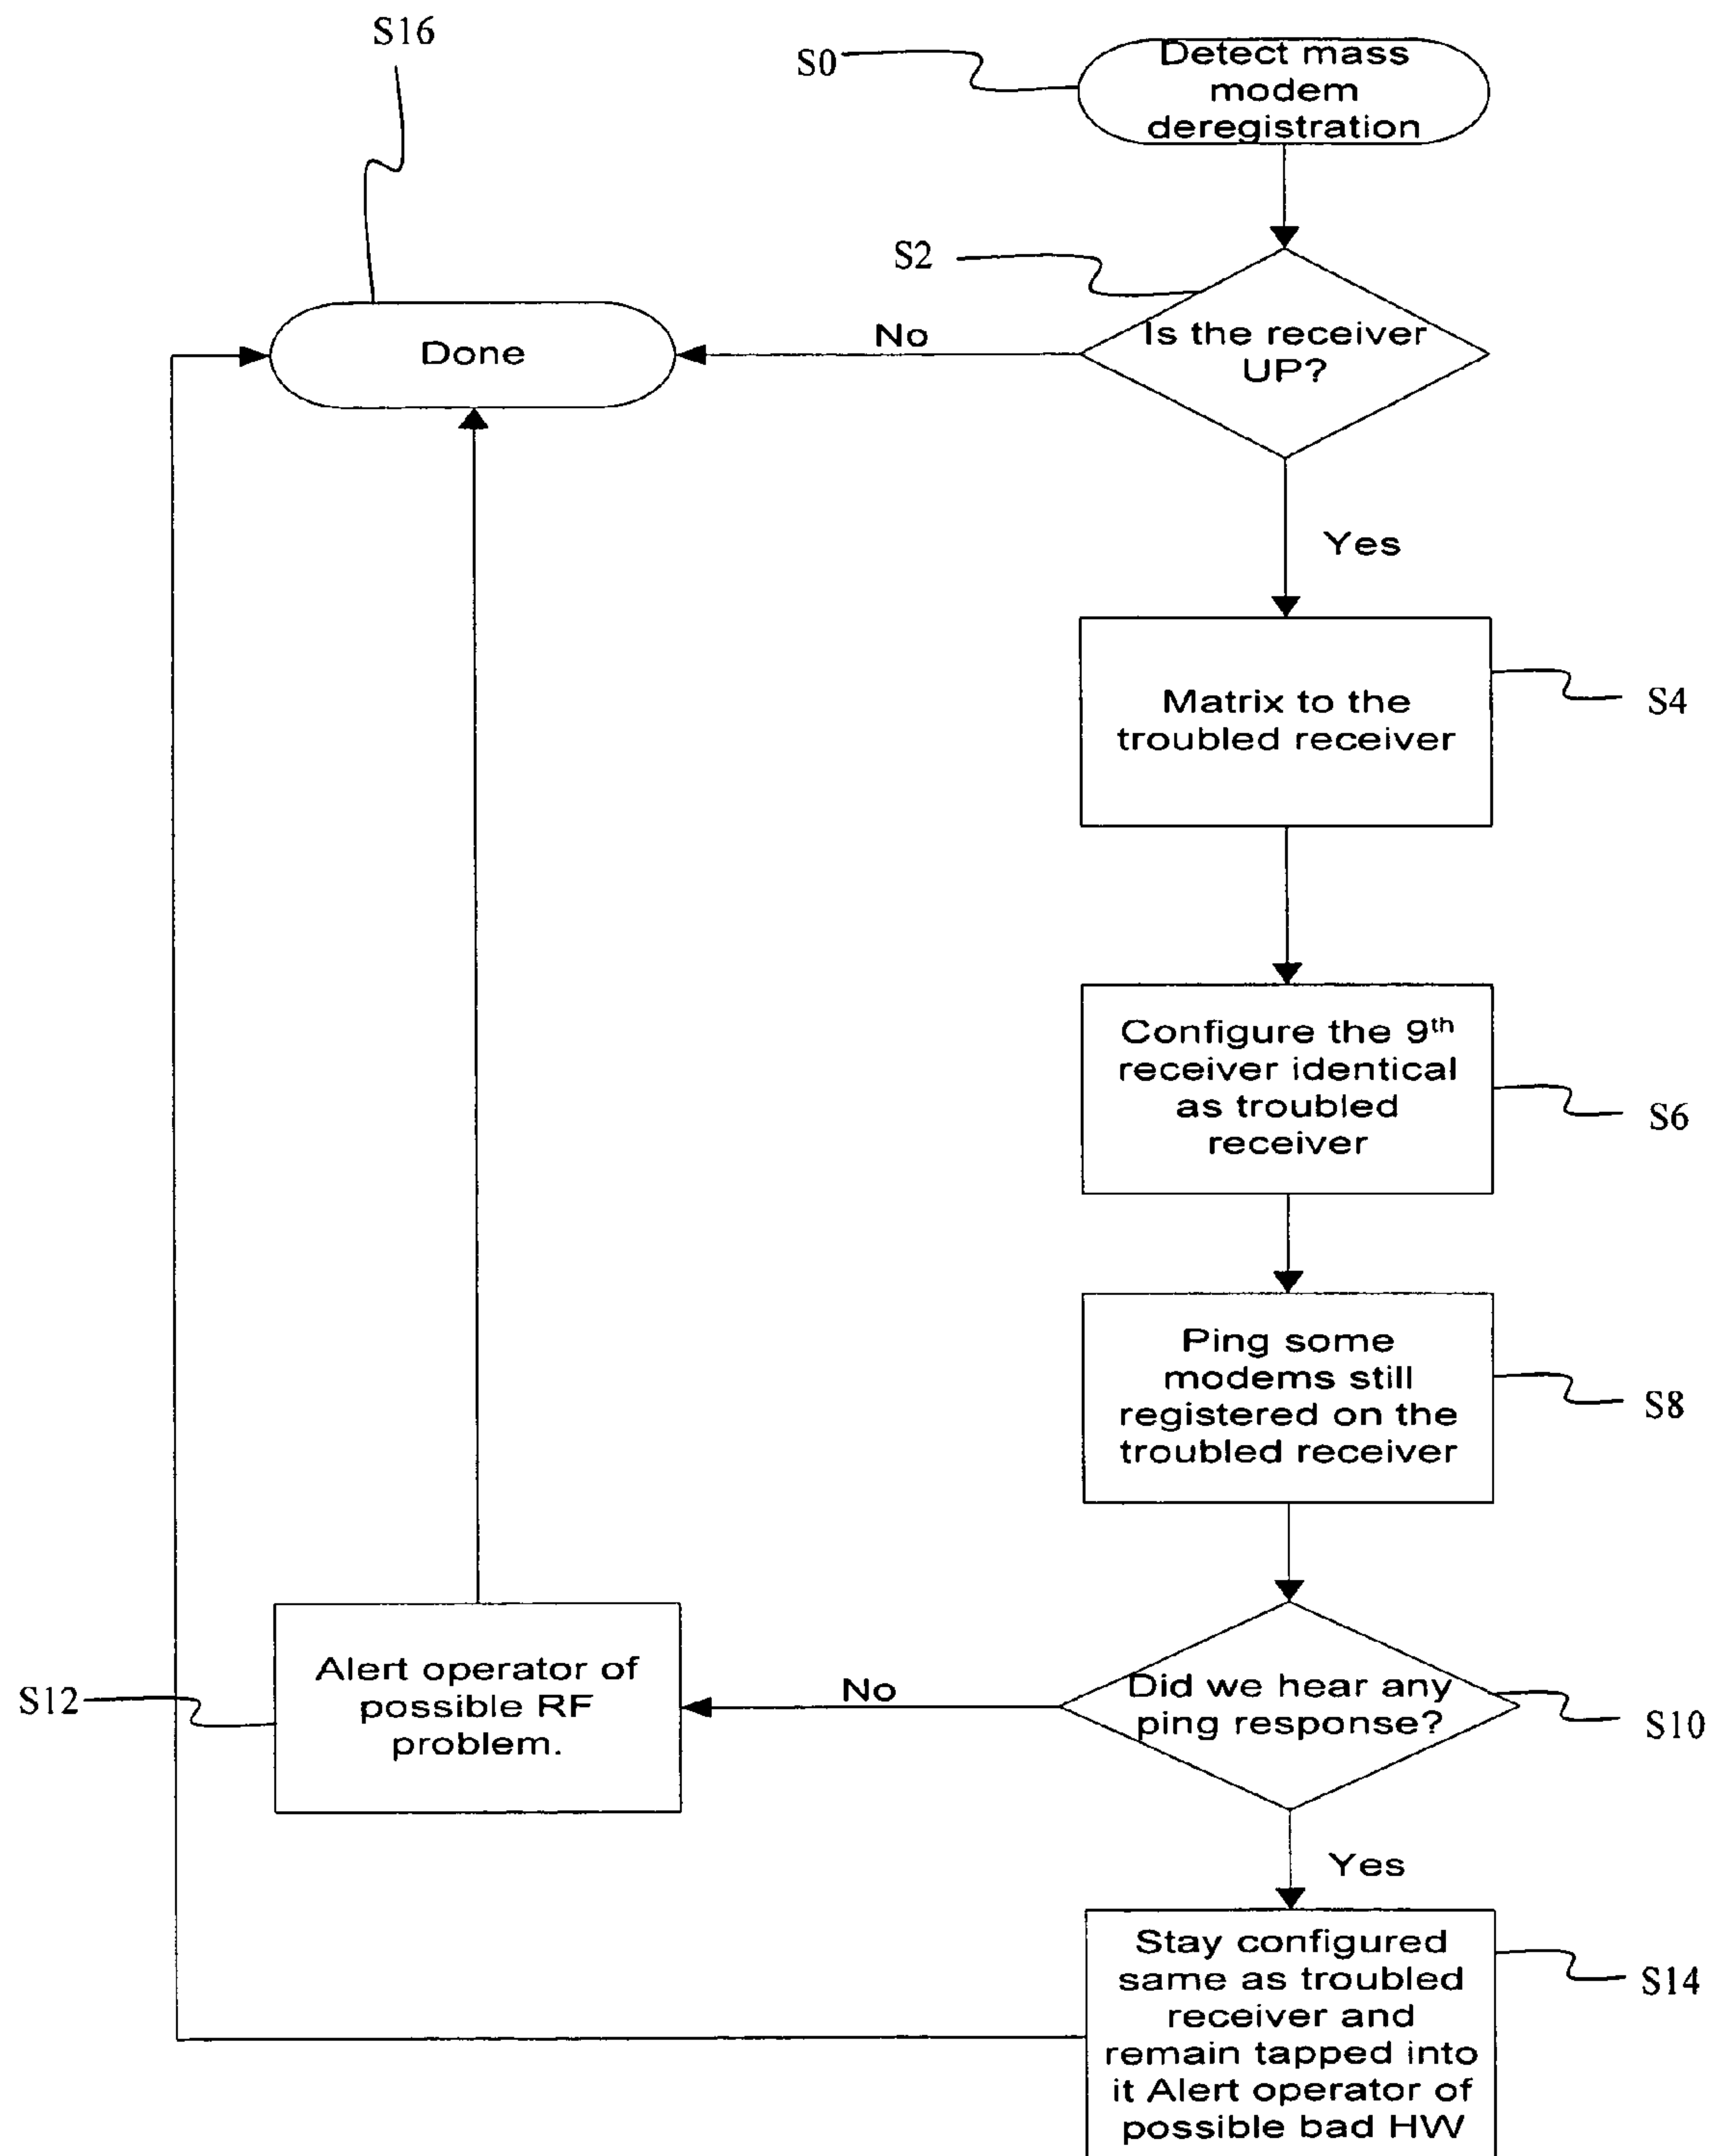 S16
S0
Detect mass
modem
deregistration
S2
Is the receiver
UP?
No
Done
Yes
Matrix to the
troubled receiver
S4
Configure the 9th
receiver identical
as troubled
receiver
S6
Ping some
modems still
registered on the
troubled receiver
S8
Did we hear any
ping response?
S10
No
Alert operator of
possible RF
problem.
S12
Yes
Stay configured
same as troubled
receiver and
remain tapped into
it Alert operator of
possible bad HW
S14